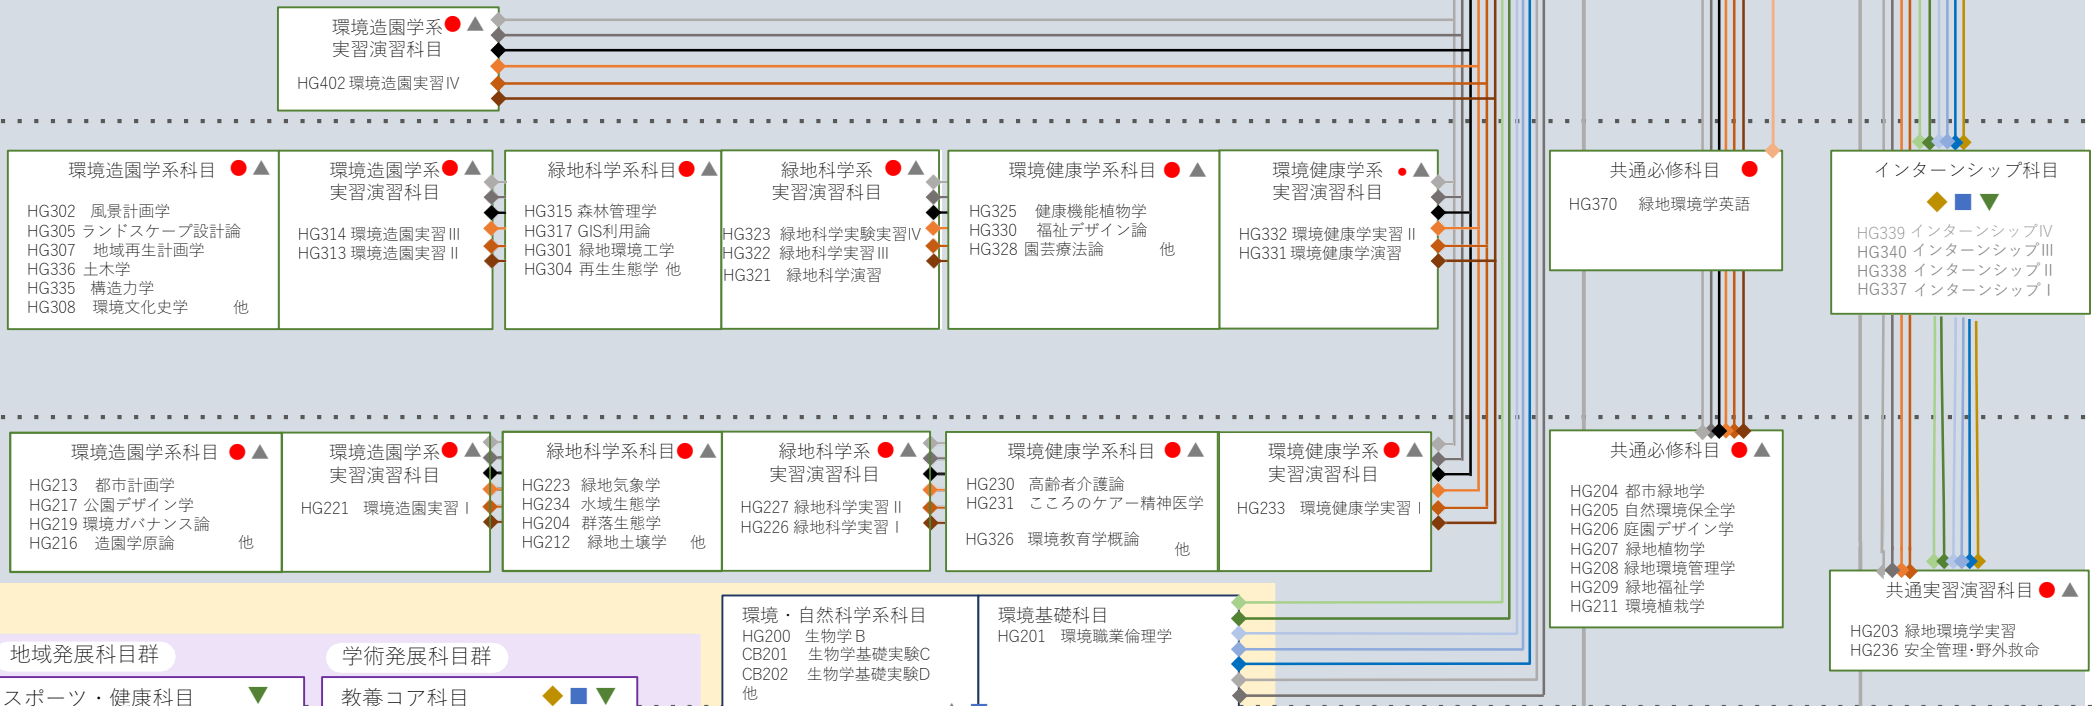 環境造園学系
実習演習科目
HG402 環境造園実習Ⅳ
環境造園学系科目
HG302 風景計画学
HG305 ランドスケープ設計論
HG307 地域再生計画学
HG336 土木学
HG335 構造力学
HG308 環境文化史学 他
環境造園学系
実習演習科目
HG314 環境造園実習Ⅲ
HG313 環境造園実習Ⅱ
緑地科学系科目
HG315 森林管理学
HG317 GIS利用論
HG301 緑地環境工学
HG304 再生生態学 他
緑地科学系
実習演習科目
HG323 緑地科学実験実習Ⅳ
HG322 緑地科学実習Ⅲ
HG321 緑地科学演習
環境健康学系科目
HG325 健康機能植物学
HG330 福祉デザイン論
HG328 園芸療法論 他
環境健康学系
実習演習科目
HG332 環境健康学実習Ⅱ
HG331 環境健康学演習
共通必修科目
HG370 緑地環境学英語
インターンシップ科目
HG339 インターンシップⅣ
HG340 インターンシップⅢ
HG338 インターンシップⅡ
HG337 インターンシップⅠ
環境造園学系科目
HG213 都市計画学
HG217 公園デザイン学
HG219 環境ガバナンス論
HG216 造園学原論 他
環境造園学系
実習演習科目
HG221 環境造園実習Ⅰ
緑地科学系科目
HG223 緑地気象学
HG234 水域生態学
HG204 群落生態学
HG212 緑地土壌学 他
緑地科学系
実習演習科目
HG227 緑地科学実習Ⅱ
HG226 緑地科学実習Ⅰ
環境健康学系科目
HG230 高齢者介護論
HG231 こころのケアー精神医学
HG326 環境教育学概論
他
環境健康学系
実習演習科目
HG233 環境健康学実習Ⅰ
共通必修科目
HG204 都市緑地学
HG205 自然環境保全学
HG206 庭園デザイン学
HG207 緑地植物学
HG208 緑地環境管理学
HG209 緑地福祉学
HG211 環境植栽学
共通実習演習科目
HG203 緑地環境学実習
HG236 安全管理・野外救命
環境・自然科学系科目
HG200 生物学B
CB201 生物学基礎実験C
CB202 生物学基礎実験D
他
環境基礎科目
HG201 環境職業倫理学
地域発展科目群
スポーツ・健康科目
学術発展科目群
教養コア科目